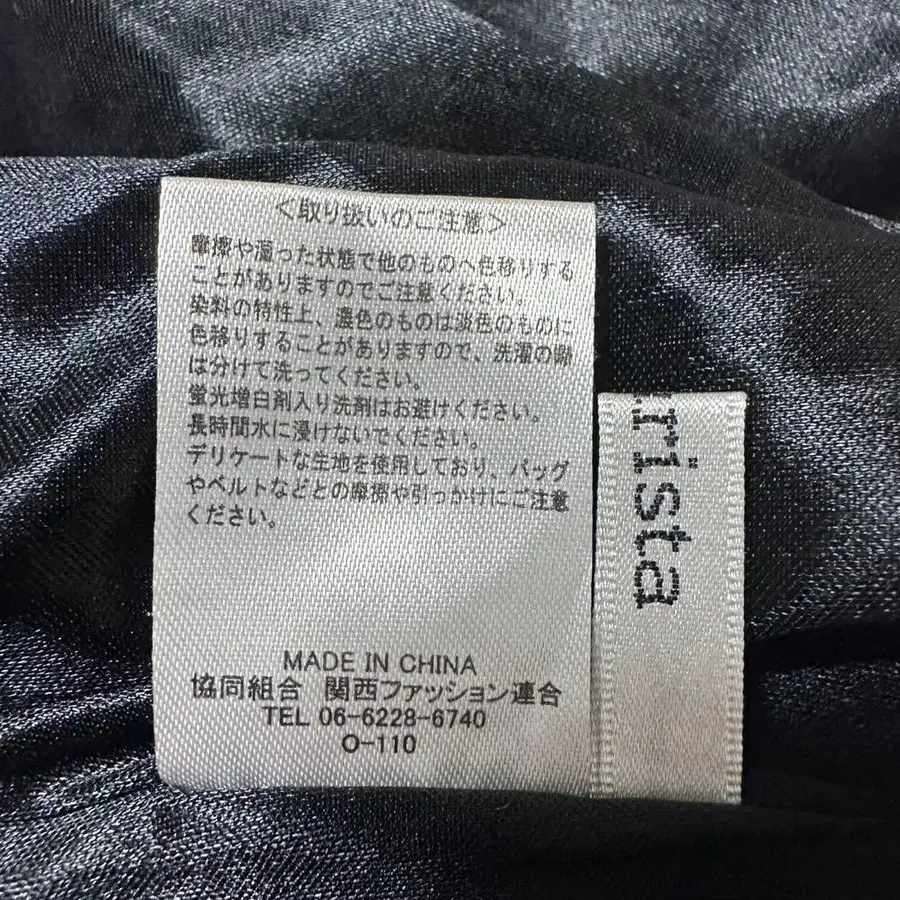 ＜取り扱いのご注意＞
摩擦や湿った状態で他のものへ色移りする
ことがありますのでご注意ください。
染料の特性上、濃色のものは淡色のものに
色移りすることがありますので、洗濯の際
は分けて洗ってください。
蛍光増白剤入り洗剤はお避けください。
長時間水に浸けないでください。
デリケートな生地を使用しており、バッグ
やベルトなどとの摩擦や引っかけにご注意
ください。
MADE IN CHINA
協同組合 関西ファッション連合
TEL 06-6228-6740
O-110
rista